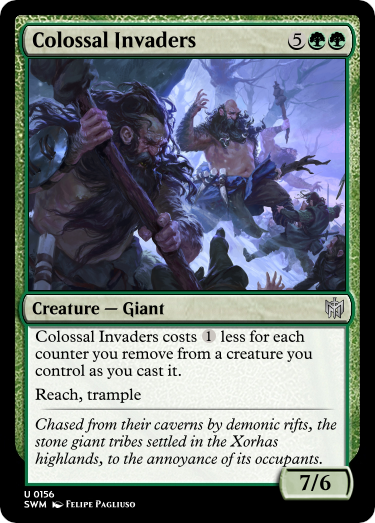 Colossal Invaders 5
Creature — Giant
Colossal Invaders costs 1 less for each
counter you remove from a creature you
control as you cast it.
Reach, trample
Chased from their caverns by demonic rifts, the
stone giant tribes settled in the Xorhas
highlands, to the annoyance of its occupants.
7/6
U 0156
SWM Felipe Pagliuso